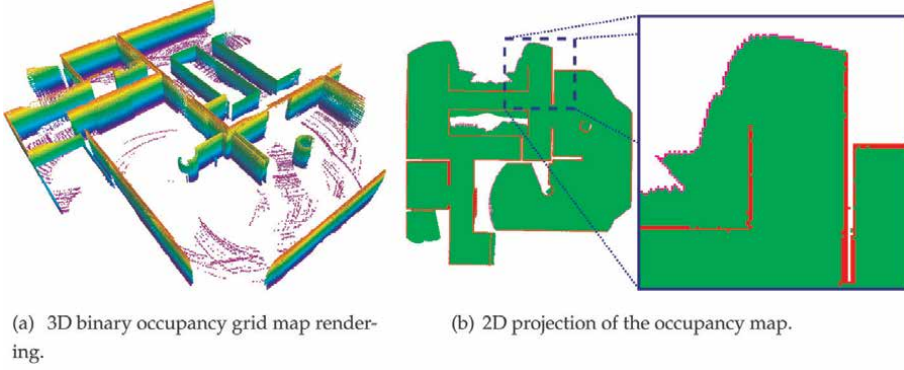 (a) 3D binary occupancy grid map render-
ing.
(b) 2D projection of the occupancy map.